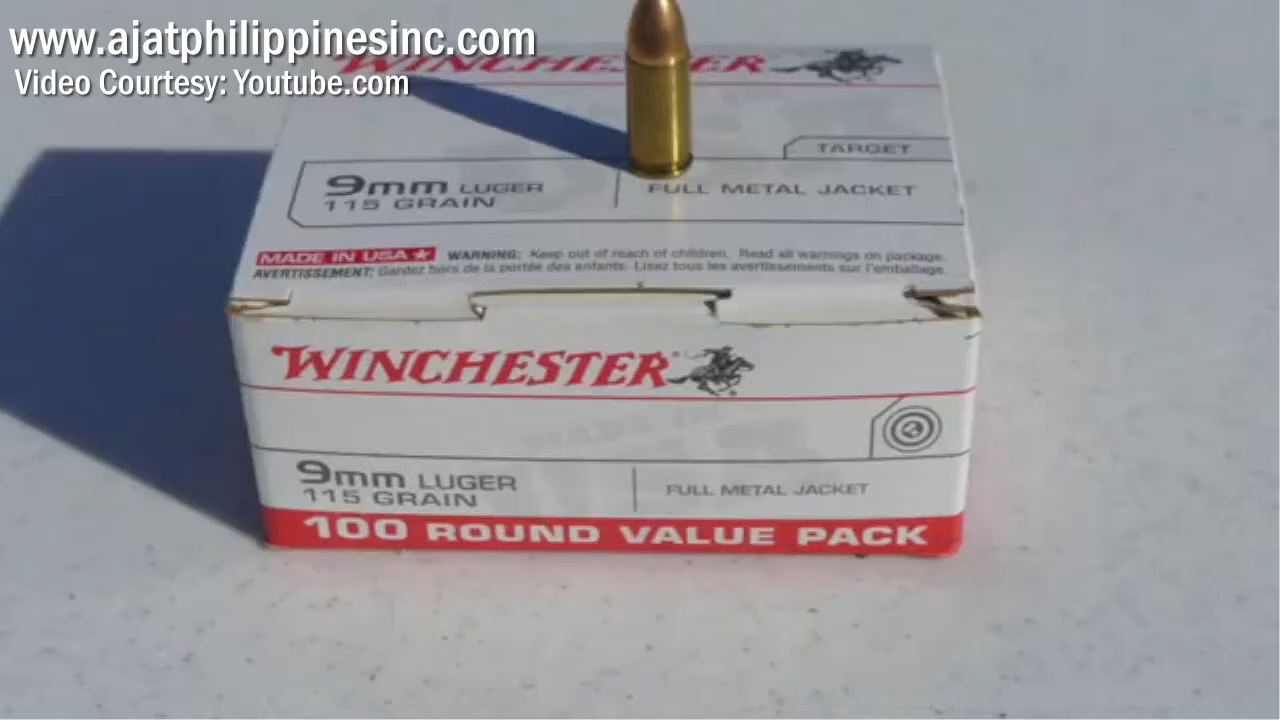 www.ajatphilippinesinc.com
Video Courtesy: Youtube.com
WINCHESTER
TARGET
9mm LUGER
115 GRAIN
FULL METAL JACKET
MADE IN USA WARNING: Keep out of reach of children. Read all warnings on package.
AVERTISSEMENT: Gardez hors de la portée des enfants. Lisez tous les avertissements sur l'emballage.
WINCHESTER
9mm LUGER
115 GRAIN
FULL METAL JACKET
100 ROUND VALUE PACK